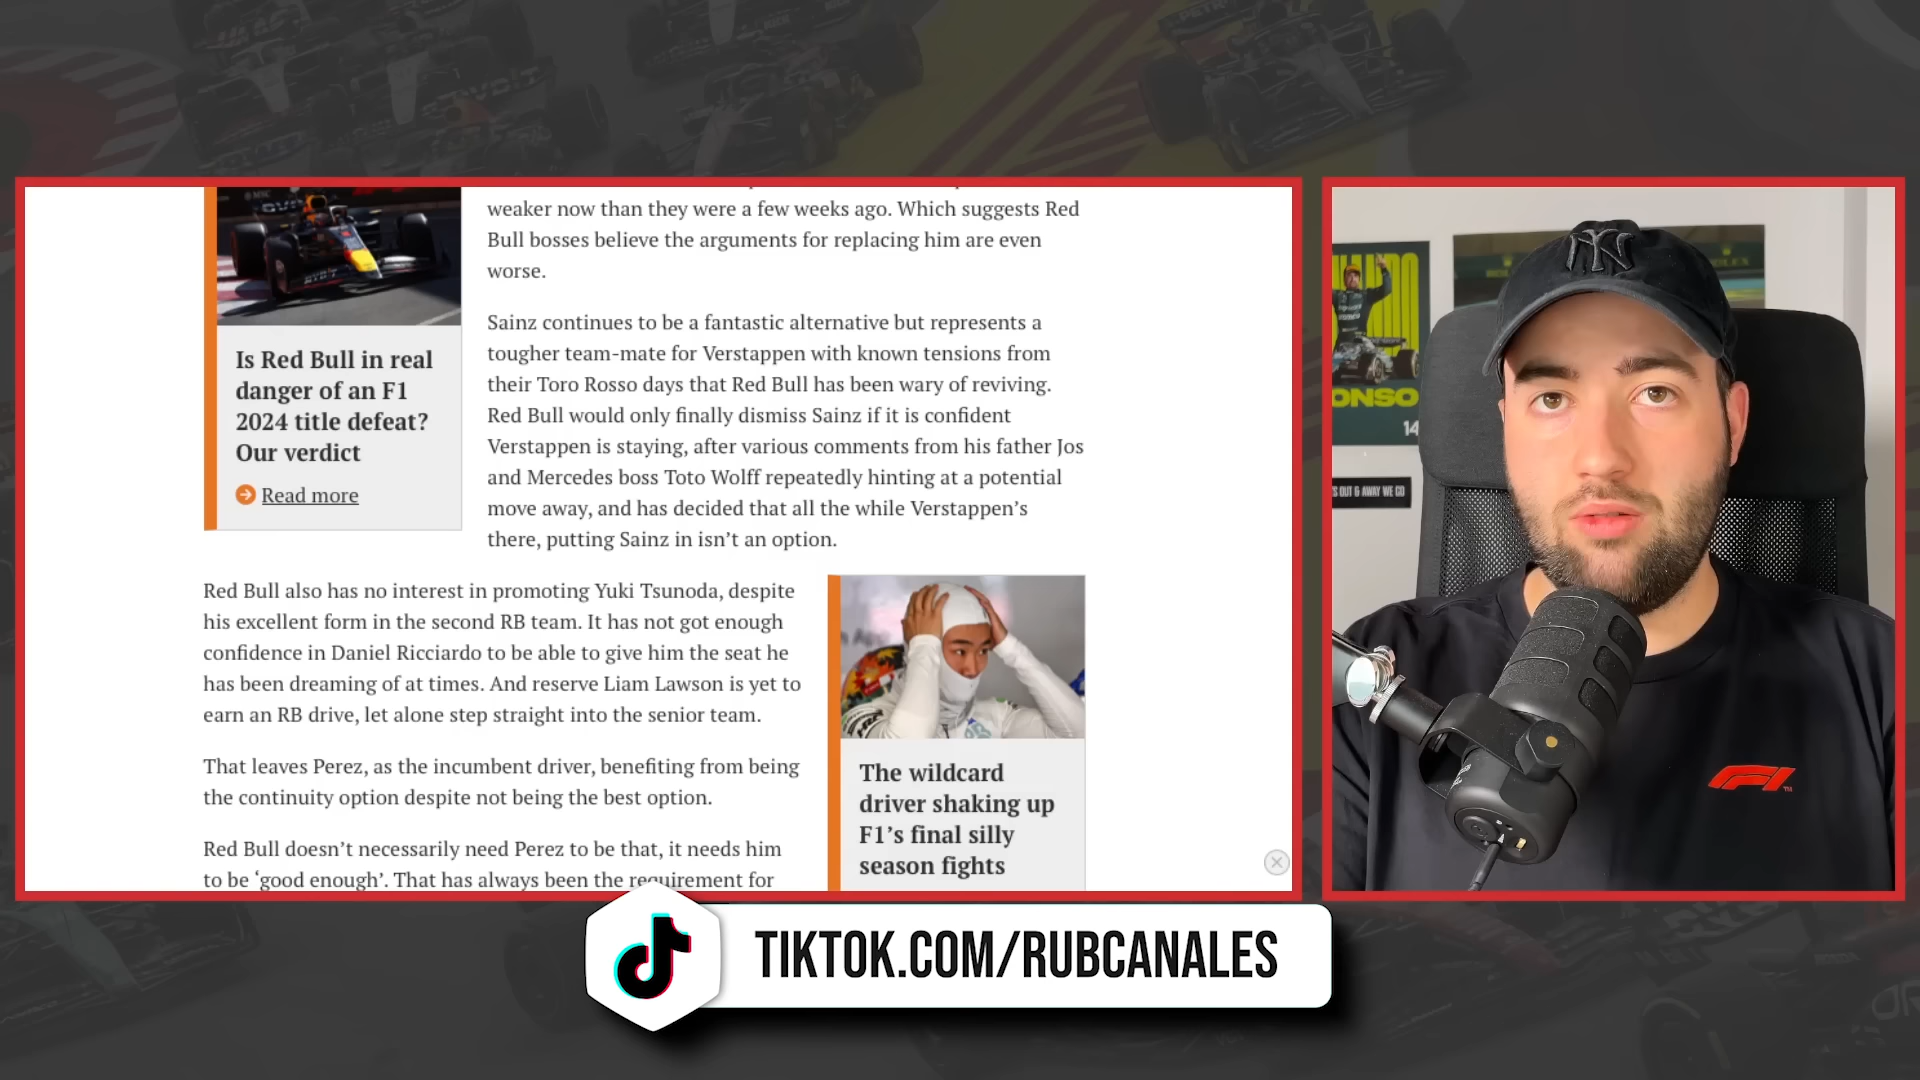 weaker now than they were a few weeks ago. Which suggests Red
Bull bosses believe the arguments for replacing him are even
worse.
Sainz continues to be a fantastic alternative but represents a
tougher team-mate for Verstappen with known tensions from
their Toro Rosso days that Red Bull has been wary of reviving.
Red Bull would only finally dismiss Sainz if it is confident
Verstappen is staying, after various comments from his father Jos
and Mercedes boss Toto Wolff repeatedly hinting at a potential
move away, and has decided that all the while Verstappen’s
there, putting Sainz in isn’t an option.
Is Red Bull in real
danger of an F1
2024 title defeat?
Our verdict
Read more
Red Bull also has no interest in promoting Yuki Tsunoda, despite
his excellent form in the second RB team. It has not got enough
confidence in Daniel Ricciardo to be able to give him the seat he
has been dreaming of at times. And reserve Liam Lawson is yet to
earn an RB drive, let alone step straight into the senior team.
That leaves Perez, as the incumbent driver, benefiting from being
the continuity option despite not being the best option.
Red Bull doesn’t necessarily need Perez to be that, it needs him
to be ‘good enough’. That has always been the requirement for
The wildcard
driver shaking up
F1’s final silly
season fights
NY
ONSO
14
S OUT & AWAY WE GO
F1
TIKTOK.COM/RUBCANALES